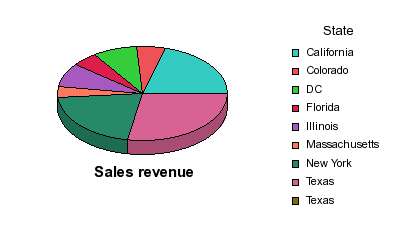 State
California
Colorado
DC
Florida
Illinois
Massachusetts
New York
Texas
Texas
Sales revenue